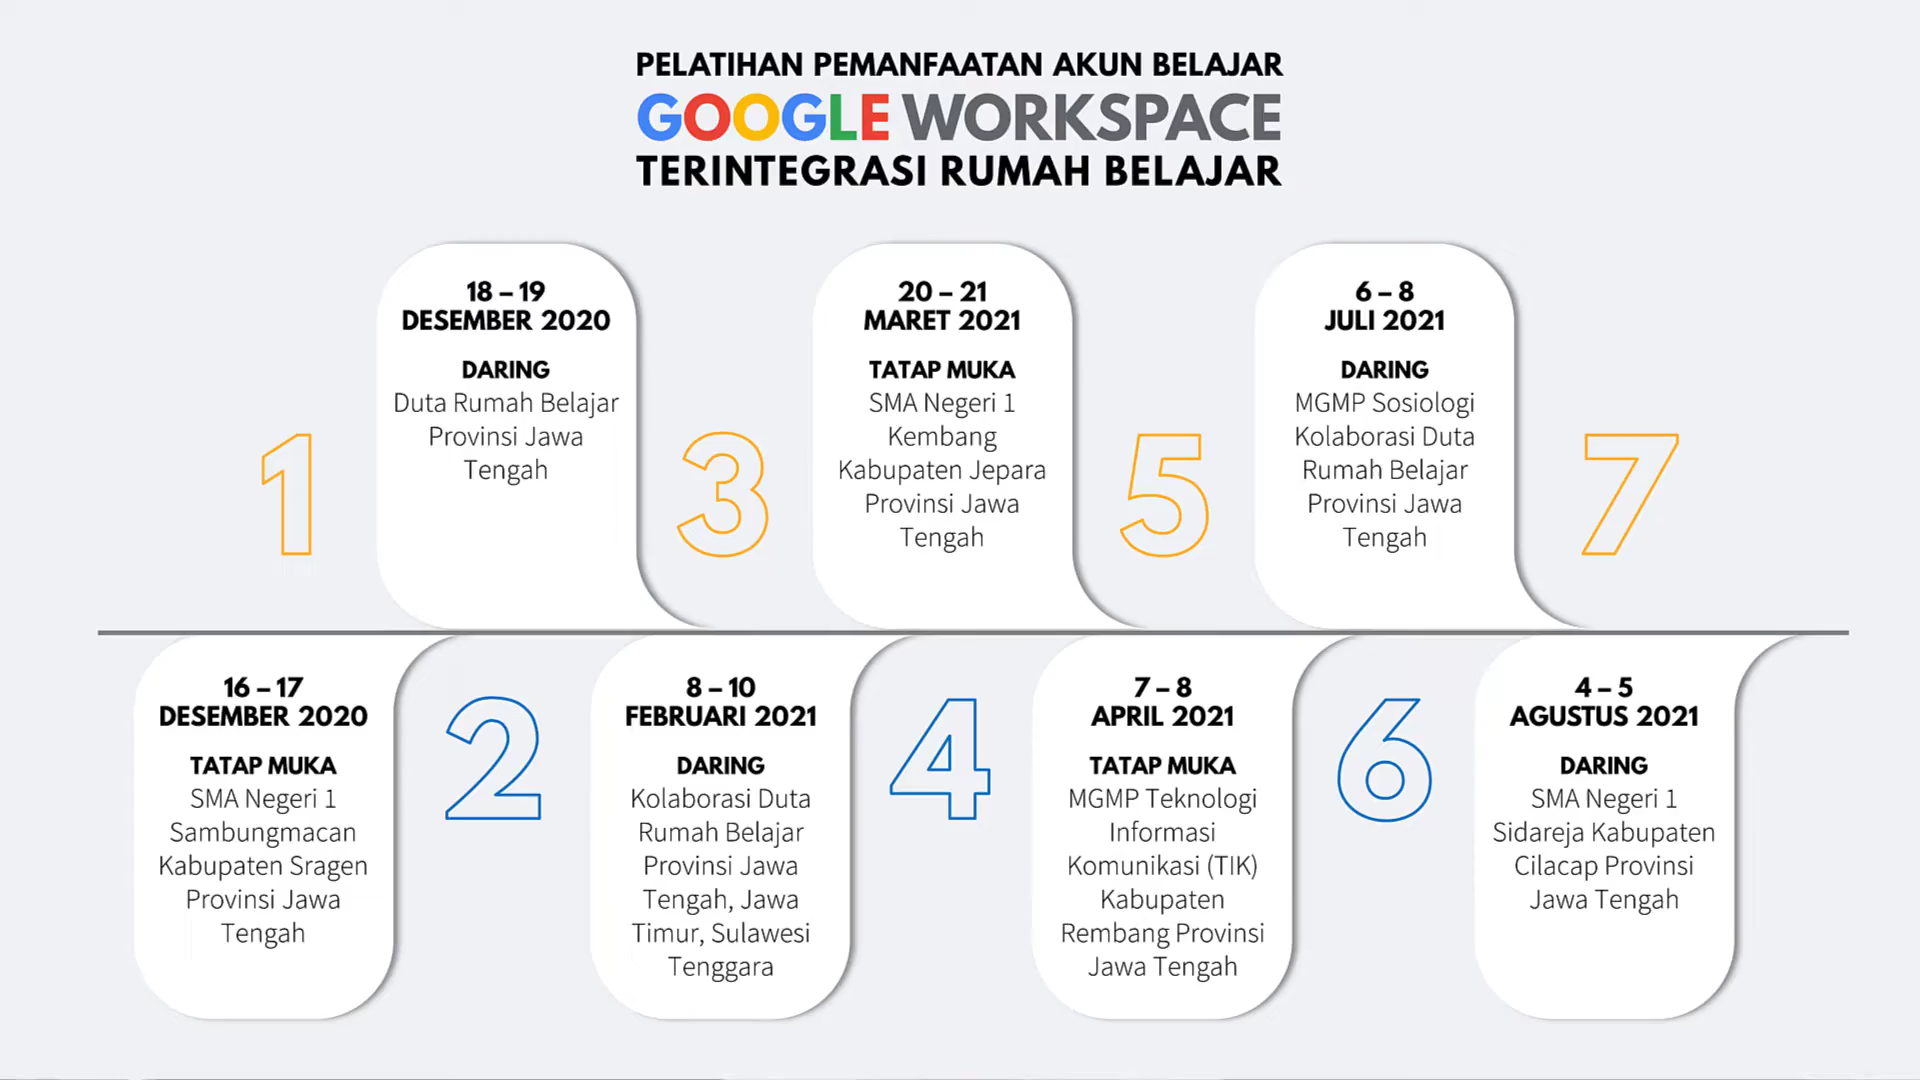 PELATIHAN PEMANFAATAN AKUN BELAJAR
GOOGLE WORKSPACE
TERINTEGRASI RUMAH BELAJAR
1
16 – 17
DESEMBER 2020
TATAP MUKA
SMA Negeri 1
Sambungmacan
Kabupaten Sragen
Provinsi Jawa
Tengah
2
18 – 19
DESEMBER 2020
DARING
Duta Rumah Belajar
Provinsi Jawa
Tengah
3
8 – 10
FEBRUARI 2021
DARING
Kolaborasi Duta
Rumah Belajar
Provinsi Jawa
Tengah, Jawa
Timur, Sulawesi
Tenggara
4
20 – 21
MARET 2021
TATAP MUKA
SMA Negeri 1
Kembang
Kabupaten Jepara
Provinsi Jawa
Tengah
5
7 – 8
APRIL 2021
TATAP MUKA
MGMP Teknologi
Informasi
Komunikasi (TIK)
Kabupaten
Rembang Provinsi
Jawa Tengah
6
6 – 8
JULI 2021
DARING
MGMP Sosiologi
Kolaborasi Duta
Rumah Belajar
Provinsi Jawa
Tengah
7
4 – 5
AGUSTUS 2021
DARING
SMA Negeri 1
Sidareja Kabupaten
Cilacap Provinsi
Jawa Tengah